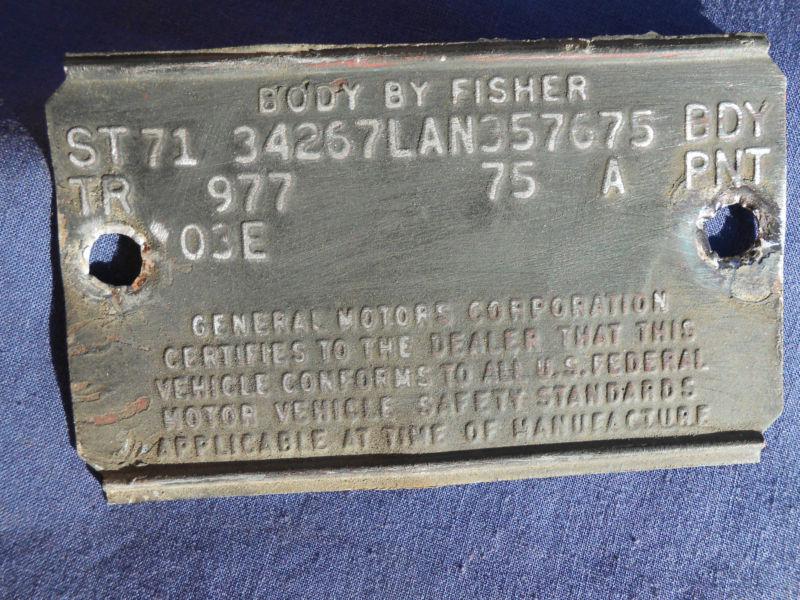 BODY BY FISHER
ST 71 34267LAN357675 BDY
TR 977 75 A PNT
03E
GENERAL MOTORS CORPORATION
CERTIFIES TO THE DEALER THAT THIS
VEHICLE CONFORMS TO ALL U.S. FEDERAL
MOTOR VEHICLE SAFETY STANDARDS
APPLICABLE AT TIME OF MANUFACTURE